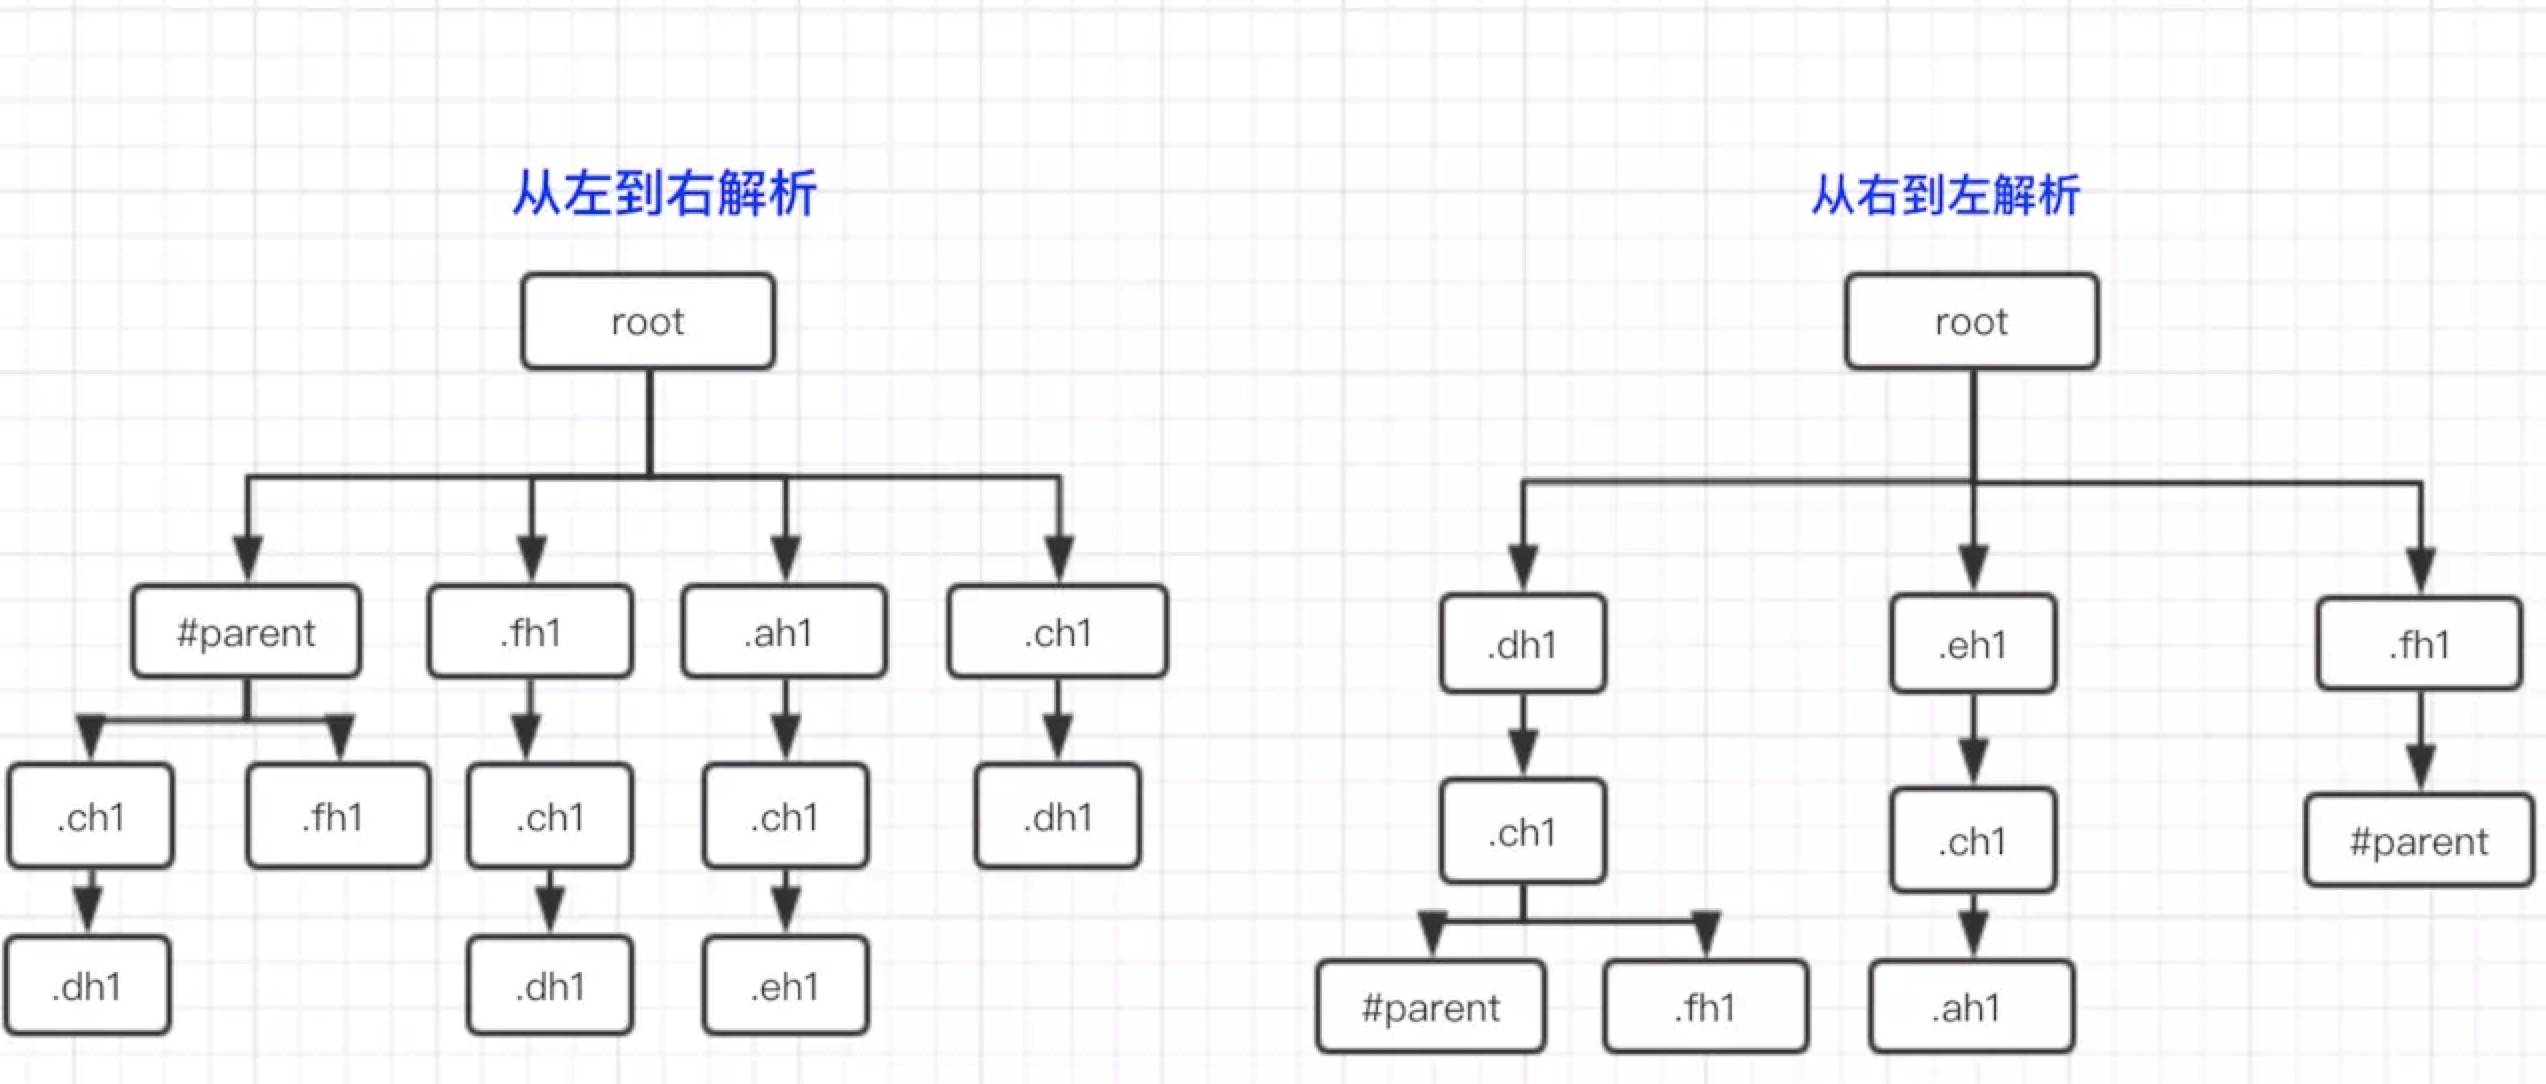 从左到右解析
从右到左解析
root
root
#parent
.fh1
.ah1
.ch1
.dh1
.eh1
.fh1
.ch1
.fh1
.ch1
.ch1
.dh1
.ch1
.ch1
#parent
.dh1
.dh1
.eh1
#parent
.fh1
.ah1